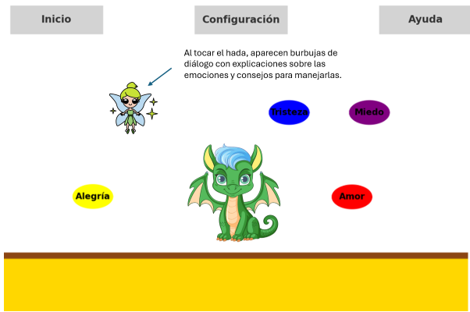 Inicio
Configuración
Ayuda
Al tocar el hada, aparecen burbujas de
diálogo con explicaciones sobre las
emociones y consejos para manejarlas.
Tristeza
Miedo
Alegría
Amor